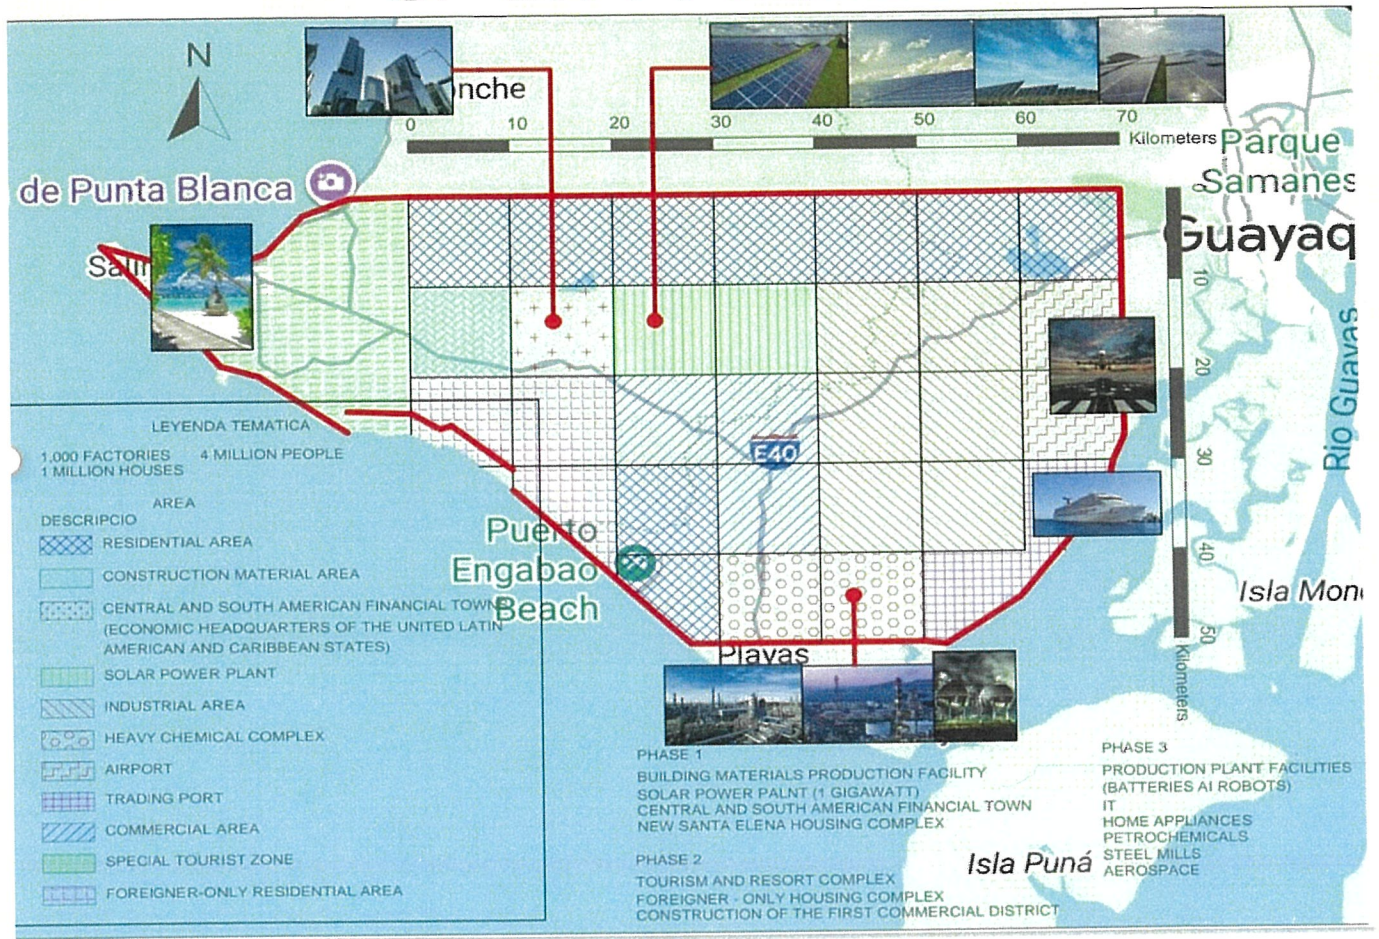 N
onche
0 10 20 30 40 50 60 70 Kilometers
Parque
Samanes
de Punta Blanca
Guayaq
0
10
20
30
40
50
Kilometers
Rio Guayas
E40
Puerto
Engabao
Beach
Playas
Isla Mon
Isla Puná
LEYENDA TEMATICA
1.000 FACTORIES 4 MILLION PEOPLE
1 MILLION HOUSES
AREA
DESCRIPCIO
RESIDENTIAL AREA
CONSTRUCTION MATERIAL AREA
CENTRAL AND SOUTH AMERICAN FINANCIAL TOWN
(ECONOMIC HEADQUARTERS OF THE UNITED LATIN
AMERICAN AND CARIBBEAN STATES)
SOLAR POWER PLANT
INDUSTRIAL AREA
HEAVY CHEMICAL COMPLEX
AIRPORT
TRADING PORT
COMMERCIAL AREA
SPECIAL TOURIST ZONE
FOREIGNER-ONLY RESIDENTIAL AREA
PHASE 1
BUILDING MATERIALS PRODUCTION FACILITY
SOLAR POWER PALNT (1 GIGAWATT)
CENTRAL AND SOUTH AMERICAN FINANCIAL TOWN
NEW SANTA ELENA HOUSING COMPLEX
PHASE 2
TOURISM AND RESORT COMPLEX
FOREIGNER - ONLY HOUSING COMPLEX
CONSTRUCTION OF THE FIRST COMMERCIAL DISTRICT
PHASE 3
PRODUCTION PLANT FACILITIES
(BATTERIES AI ROBOTS)
IT
HOME APPLIANCES
PETROCHEMICALS
STEEL MILLS
AEROSPACE